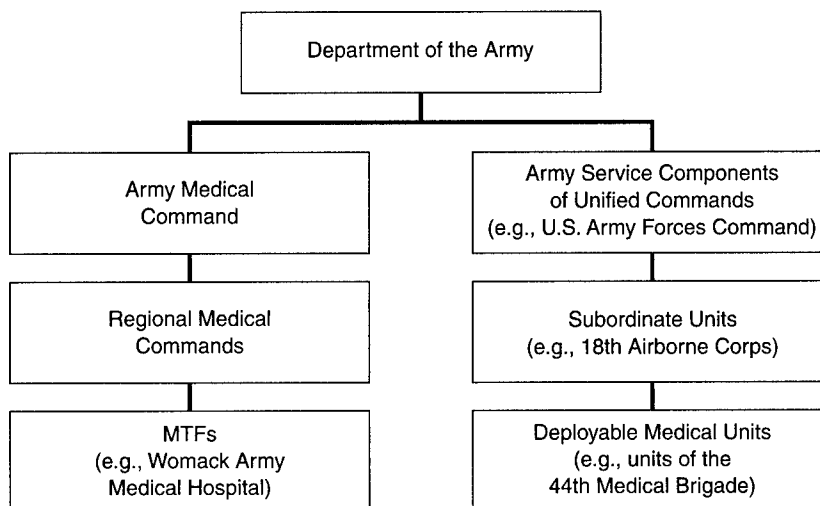 Department of the Army
Army Medical
Command
Army Service Components
of Unified Commands
(e.g., U.S. Army Forces Command)
Regional Medical
Commands
Subordinate Units
(e.g., 18th Airborne Corps)
MTFs
(e.g., Womack Army
Medical Hospital)
Deployable Medical Units
(e.g., units of the
44th Medical Brigade)